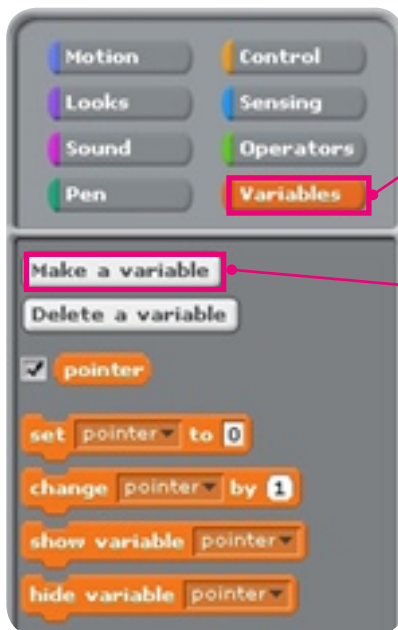 Motion Control
Looks Sensing
Sound Operators
Pen Variables
Make a variable
Delete a variable
pointer
set pointer to 0
change pointer by 1
show variable pointer
hide variable pointer